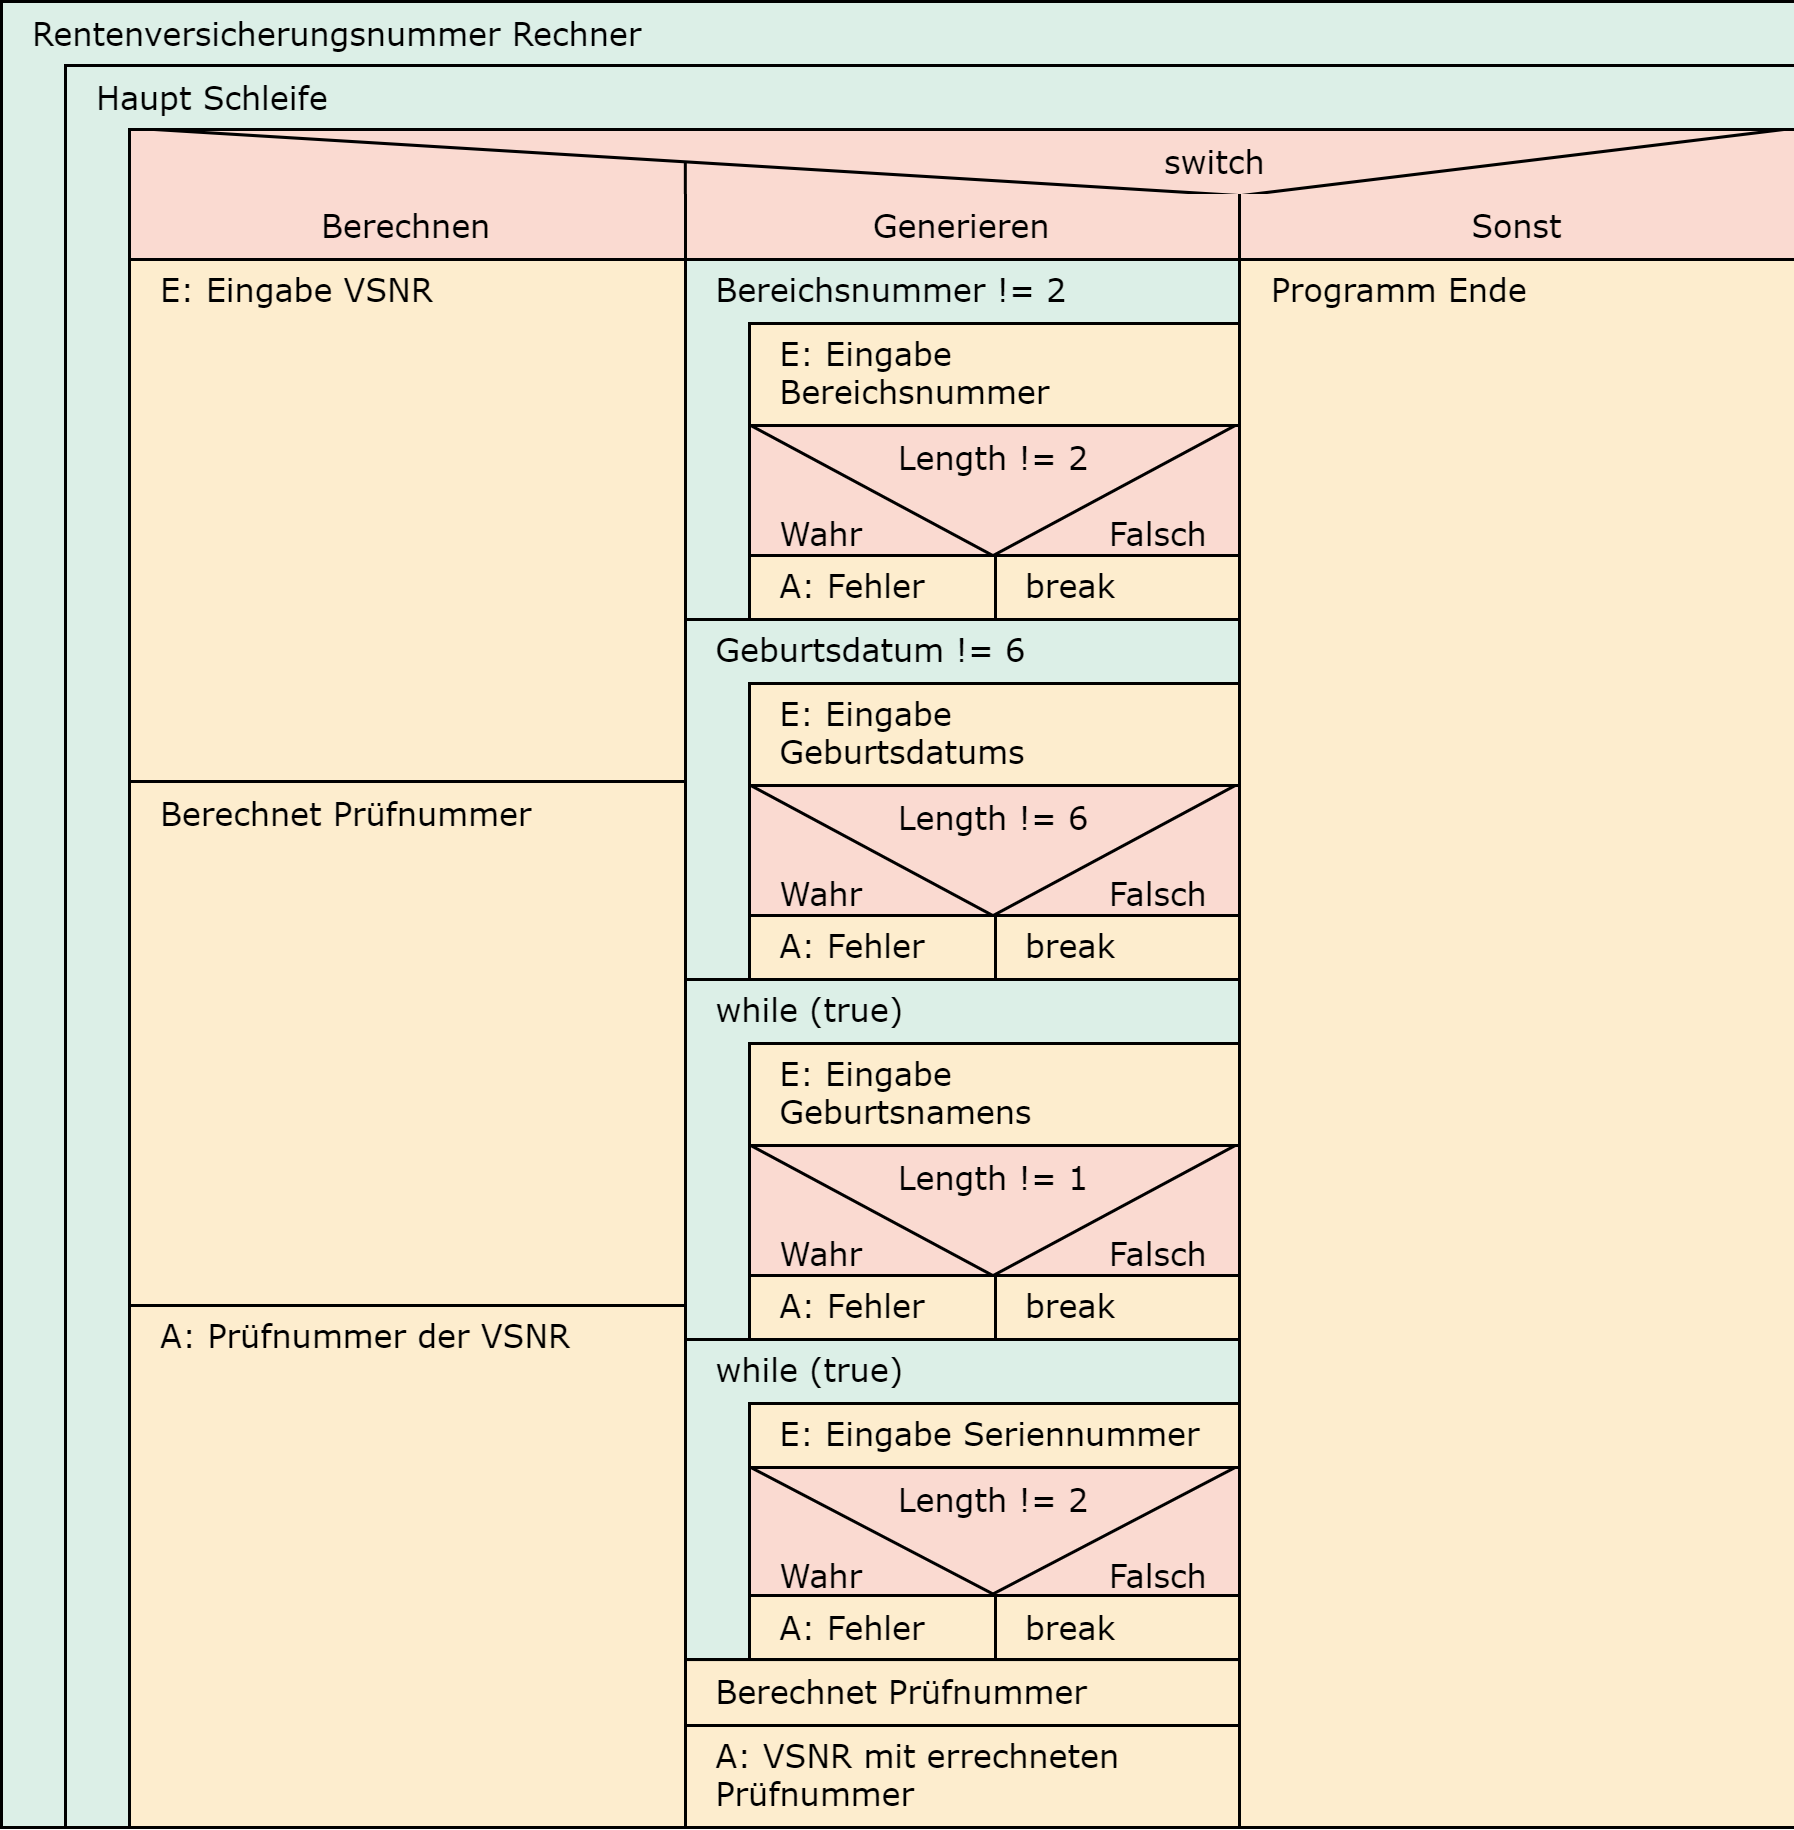 Rentenversicherungsnummer Rechner
Haupt Schleife
switch
Berechnen
Generieren
Sonst
E: Eingabe VSNR
Berechnet Prüfnummer
A: Prüfnummer der VSNR
Bereichsnummer != 2
E: Eingabe
Bereichsnummer
Length != 2
Wahr
Falsch
A: Fehler
break
Geburtsdatum != 6
E: Eingabe
Geburtsdatums
Length != 6
Wahr
Falsch
A: Fehler
break
while (true)
E: Eingabe
Geburtsnamens
Length != 1
Wahr
Falsch
A: Fehler
break
while (true)
E: Eingabe Seriennummer
Length != 2
Wahr
Falsch
A: Fehler
break
Berechnet Prüfnummer
A: VSNR mit errechneten
Prüfnummer
Programm Ende